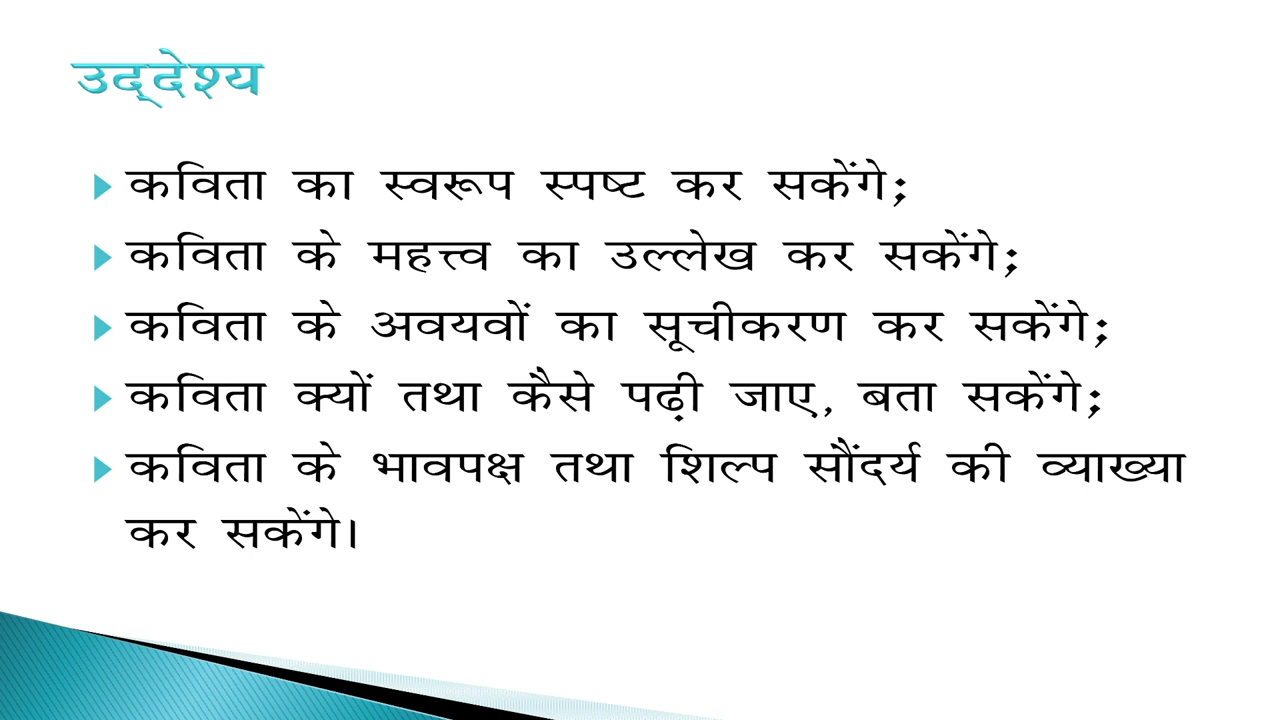 उद्देश्य
कविता का स्वरूप स्पष्ट कर सकेंगे;
कविता के महत्त्व का उल्लेख कर सकेंगे;
कविता के अवयवों का सूचीकरण कर सकेंगे;
कविता क्यों तथा कैसे पढ़ी जाए, बता सकेंगे;
कविता के भावपक्ष तथा शिल्प सौंदर्य की व्याख्या
कर सकेंगे।